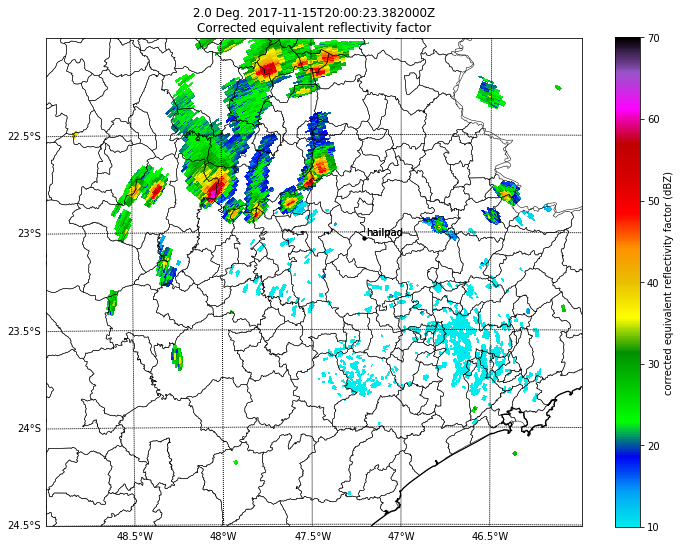 2.0 Deg. 2017-11-15T20:00:23.382000Z
Corrected equivalent reflectivity factor
70
60
50
40
30
20
10
corrected equivalent reflectivity factor (dBZ)
22.5°S
23°S
23.5°S
24°S
24.5°S
hailpad
48.5°W
48°W
47.5°W
47°W
46.5°W